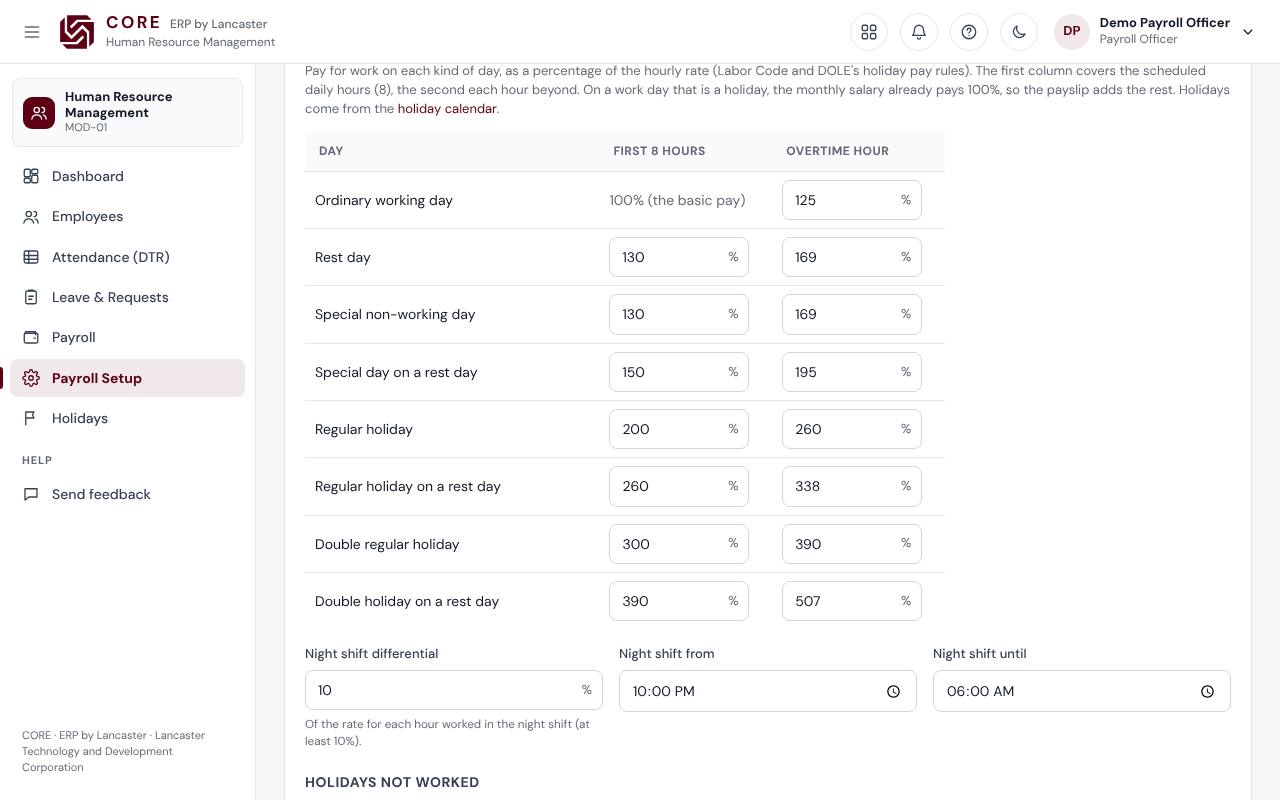 CORE ERP by Lancaster
Human Resource Management
DP
Demo Payroll Officer
Payroll Officer
Human Resource Management
MOD-01
Dashboard
Employees
Attendance (DTR)
Leave & Requests
Payroll
Payroll Setup
Holidays
HELP
Send feedback
CORE · ERP by Lancaster · Lancaster
Technology and Development
Corporation
Pay for work on each kind of day, as a percentage of the hourly rate (Labor Code and DOLE's holiday pay rules). The first column covers the scheduled
daily hours (8), the second each hour beyond. On a work day that is a holiday, the monthly salary already pays 100%, so the payslip adds the rest. Holidays
come from the holiday calendar.
DAY FIRST 8 HOURS OVERTIME HOUR
Ordinary working day 100% (the basic pay) 125 %
Rest day 130 % 169 %
Special non-working day 130 % 169 %
Special day on a rest day 150 % 195 %
Regular holiday 200 % 260 %
Regular holiday on a rest day 260 % 338 %
Double regular holiday 300 % 390 %
Double holiday on a rest day 390 % 507 %
Night shift differential Night shift from Night shift until
10 % 10:00 PM 06:00 AM
Of the rate for each hour worked in the night shift (at
least 10%).
HOLIDAYS NOT WORKED